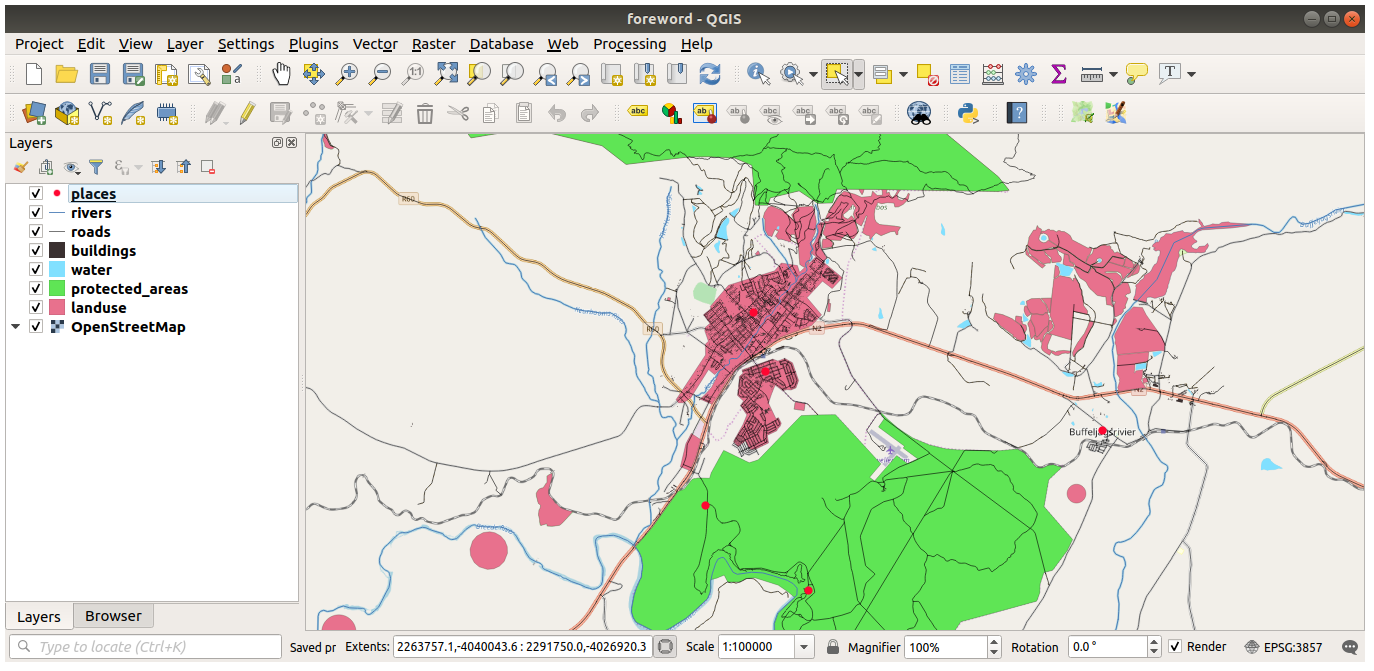 foreword - QGIS
Project Edit View Layer Settings Plugins Vector Raster Database Web Processing Help
Layers
places
rivers
roads
buildings
water
protected_areas
landuse
OpenStreetMap
R60
R60
N2
N2
Buffeljagsrivier
Layers Browser
Type to locate (Ctrl+K)
Saved pr
Extents: 2263757.1,-4040043.6 : 2291750.0,-4026920.3
Scale 1:100000
Magnifier 100%
Rotation 0.0 °
Render
EPSG:3857